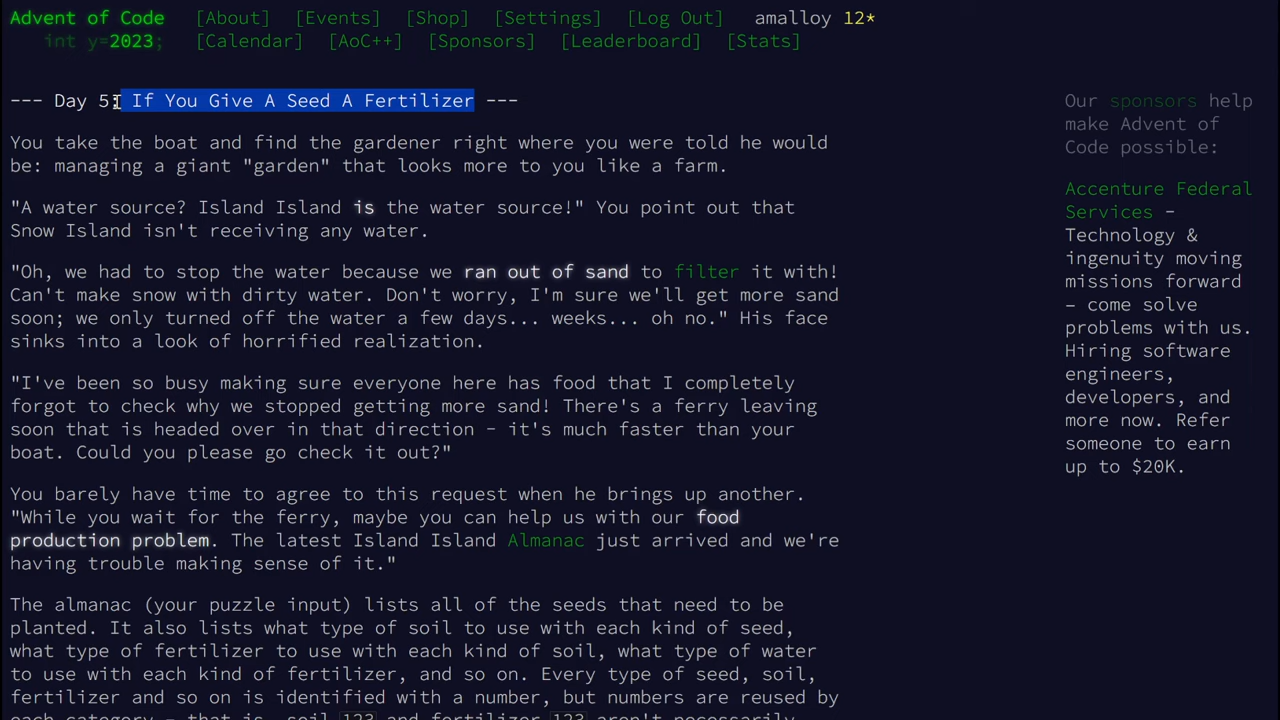 Advent of Code [About] [Events] [Shop] [Settings] [Log Out] amalloy 12*
int y=2023; [Calendar] [AoC++] [Sponsors] [Leaderboard] [Stats]
--- Day 5: If You Give A Seed A Fertilizer ---
You take the boat and find the gardener right where you were told he would
be: managing a giant "garden" that looks more to you like a farm.
"A water source? Island Island is the water source!" You point out that
Snow Island isn't receiving any water.
"Oh, we had to stop the water because we ran out of sand to filter it with!
Can't make snow with dirty water. Don't worry, I'm sure we'll get more sand
soon; we only turned off the water a few days... weeks... oh no." His face
sinks into a look of horrified realization.
"I've been so busy making sure everyone here has food that I completely
forgot to check why we stopped getting more sand! There's a ferry leaving
soon that is headed over in that direction - it's much faster than your
boat. Could you please go check it out?"
You barely have time to agree to this request when he brings up another.
"While you wait for the ferry, maybe you can help us with our food
production problem. The latest Island Island Almanac just arrived and we're
having trouble making sense of it."
The almanac (your puzzle input) lists all of the seeds that need to be
planted. It also lists what type of soil to use with each kind of seed,
what type of fertilizer to use with each kind of soil, what type of water
to use with each kind of fertilizer, and so on. Every type of seed, soil,
fertilizer and so on is identified with a number, but numbers are reused by
each category - that is, soil 123 and fertilizer 123 aren't necessarily
Our sponsors help
make Advent of
Code possible:
Accenture Federal
Services -
Technology &
ingenuity moving
missions forward
- come solve
problems with us.
Hiring software
engineers,
developers, and
more now. Refer
someone to earn
up to $20K.